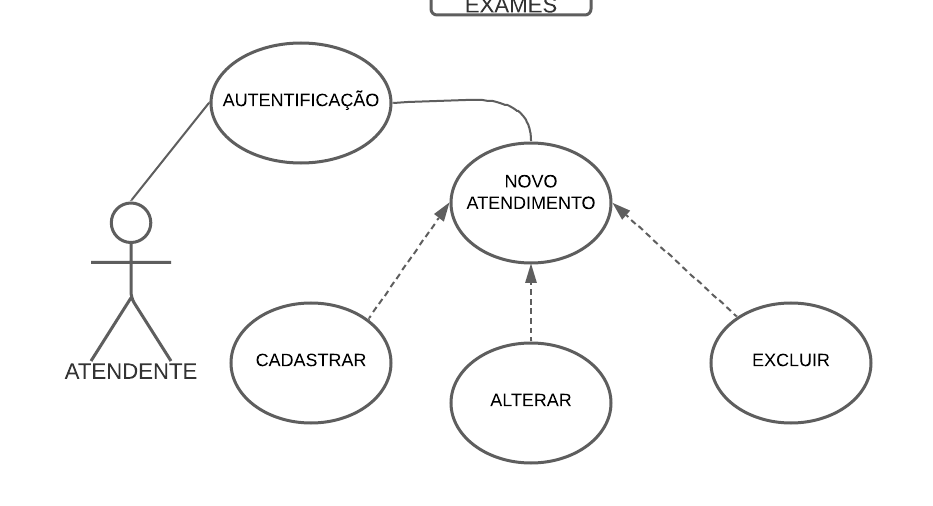 EXAMES
AUTENTIFICAÇÃO
NOVO
ATENDIMENTO
ATENDENTE
CADASTRAR
ALTERAR
EXCLUIR